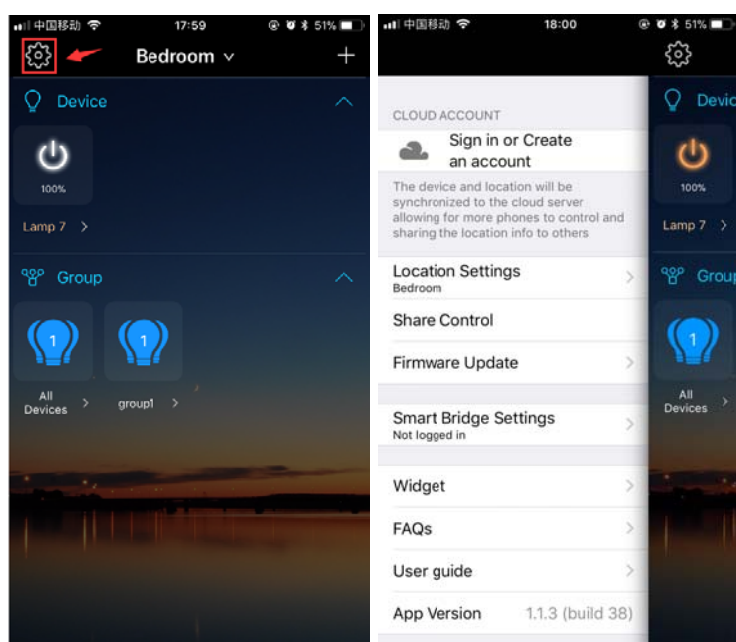 中国移动 17:59 51%
Bedroom
Device
100%
Lamp 7
Group
1 1
All
Devices
group1
中国移动 18:00 51%
CLOUD ACCOUNT
Sign in or Create
an account
The device and location will be
synchronized to the cloud server
allowing for more phones to control and
sharing the location info to others
Location Settings
Bedroom
Share Control
Firmware Update
Smart Bridge Settings
Not logged in
Widget
FAQs
User guide
App Version 1.1.3 (build 38)
Devic
100%
Lamp 7
Group
1
All
Devices